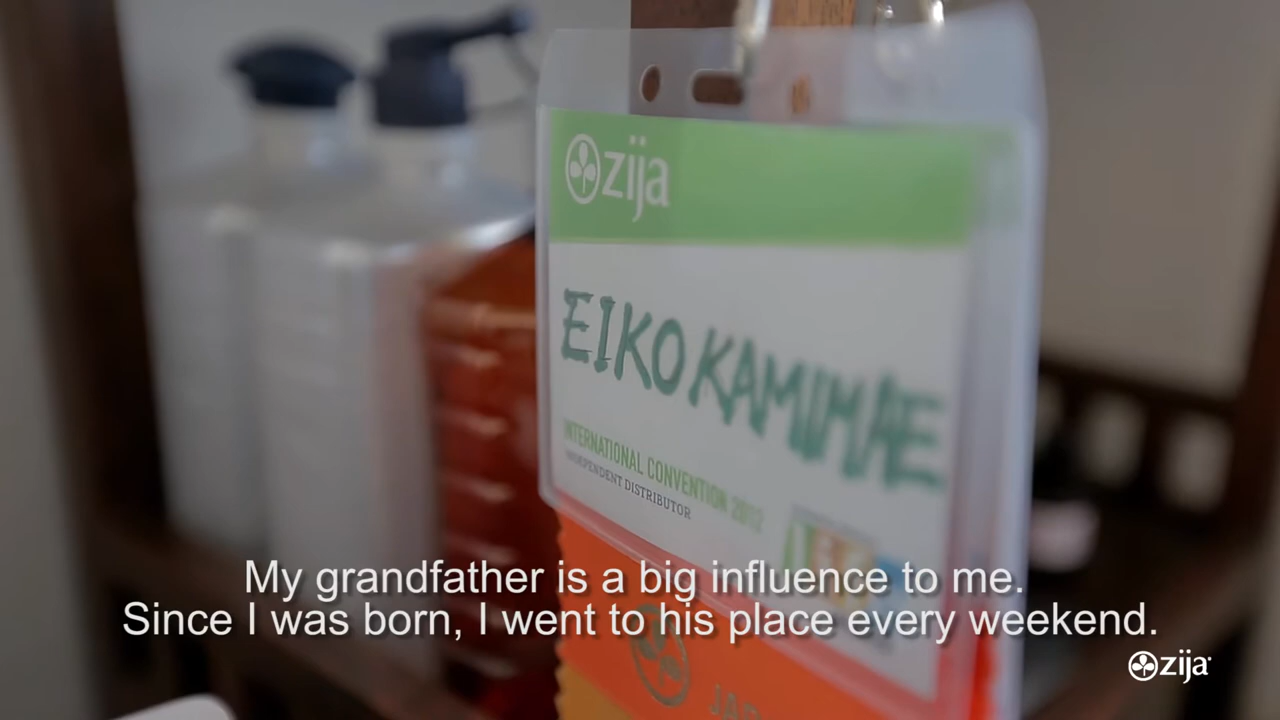 zija
EIKO KAMIMAE
INTERNATIONAL CONVENTION 2012
INDEPENDENT DISTRIBUTOR
My grandfather is a big influence to me.
Since I was born, I went to his place every weekend.
zija